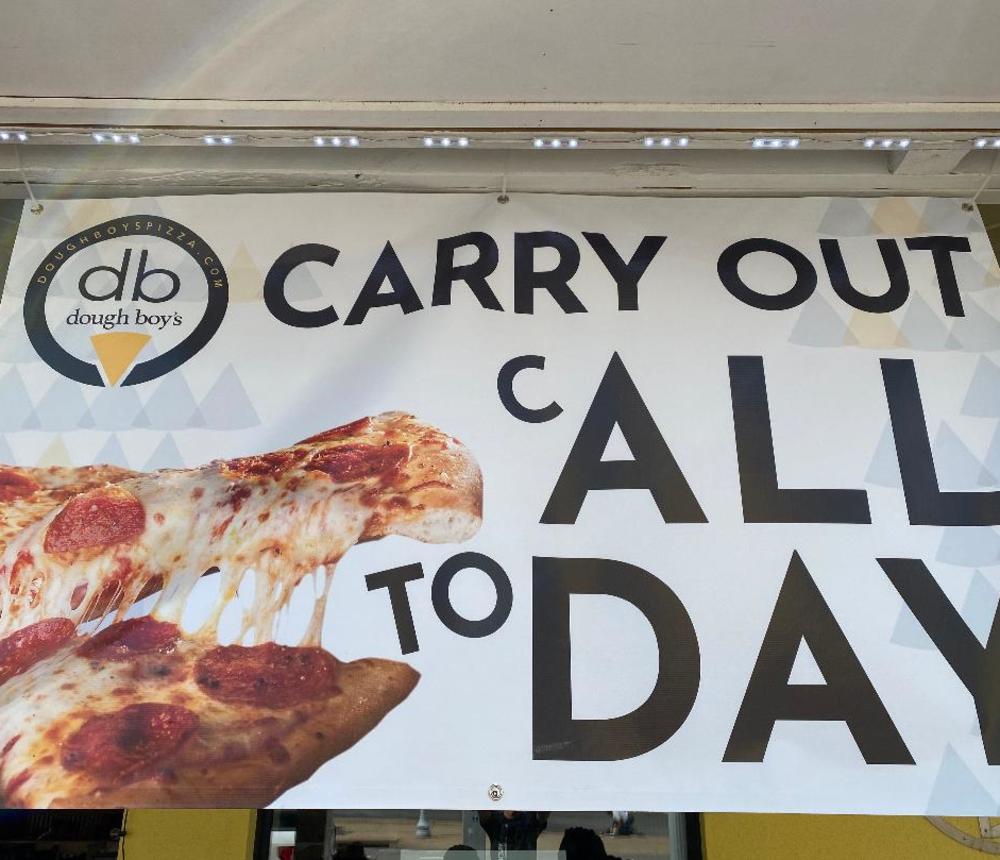 DOUGHBOYSPIZZA.COM
db
dough boy's
CARRY OUT
CALL
TODAY